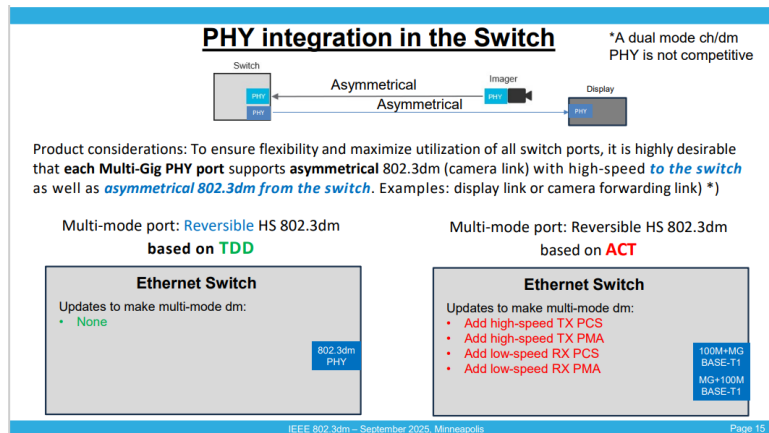 PHY integration in the Switch
*A dual mode ch/dm
PHY is not competitive
Switch
PHY
PHY
Asymmetrical
Asymmetrical
Imager
PHY
Display
PHY
Product considerations: To ensure flexibility and maximize utilization of all switch ports, it is highly desirable
that each Multi-Gig PHY port supports asymmetrical 802.3dm (camera link) with high-speed to the switch
as well as asymmetrical 802.3dm from the switch. Examples: display link or camera forwarding link) *)
Multi-mode port: Reversible HS 802.3dm
based on TDD
Ethernet Switch
Updates to make multi-mode dm:
• None
802.3dm
PHY
Multi-mode port: Reversible HS 802.3dm
based on ACT
Ethernet Switch
Updates to make multi-mode dm:
• Add high-speed TX PCS
• Add high-speed TX PMA
• Add low-speed RX PCS
• Add low-speed RX PMA
100M+MG
BASE-T1
MG+100M
BASE-T1
IEEE 802.3dm – September 2025, Minneapolis
Page 15